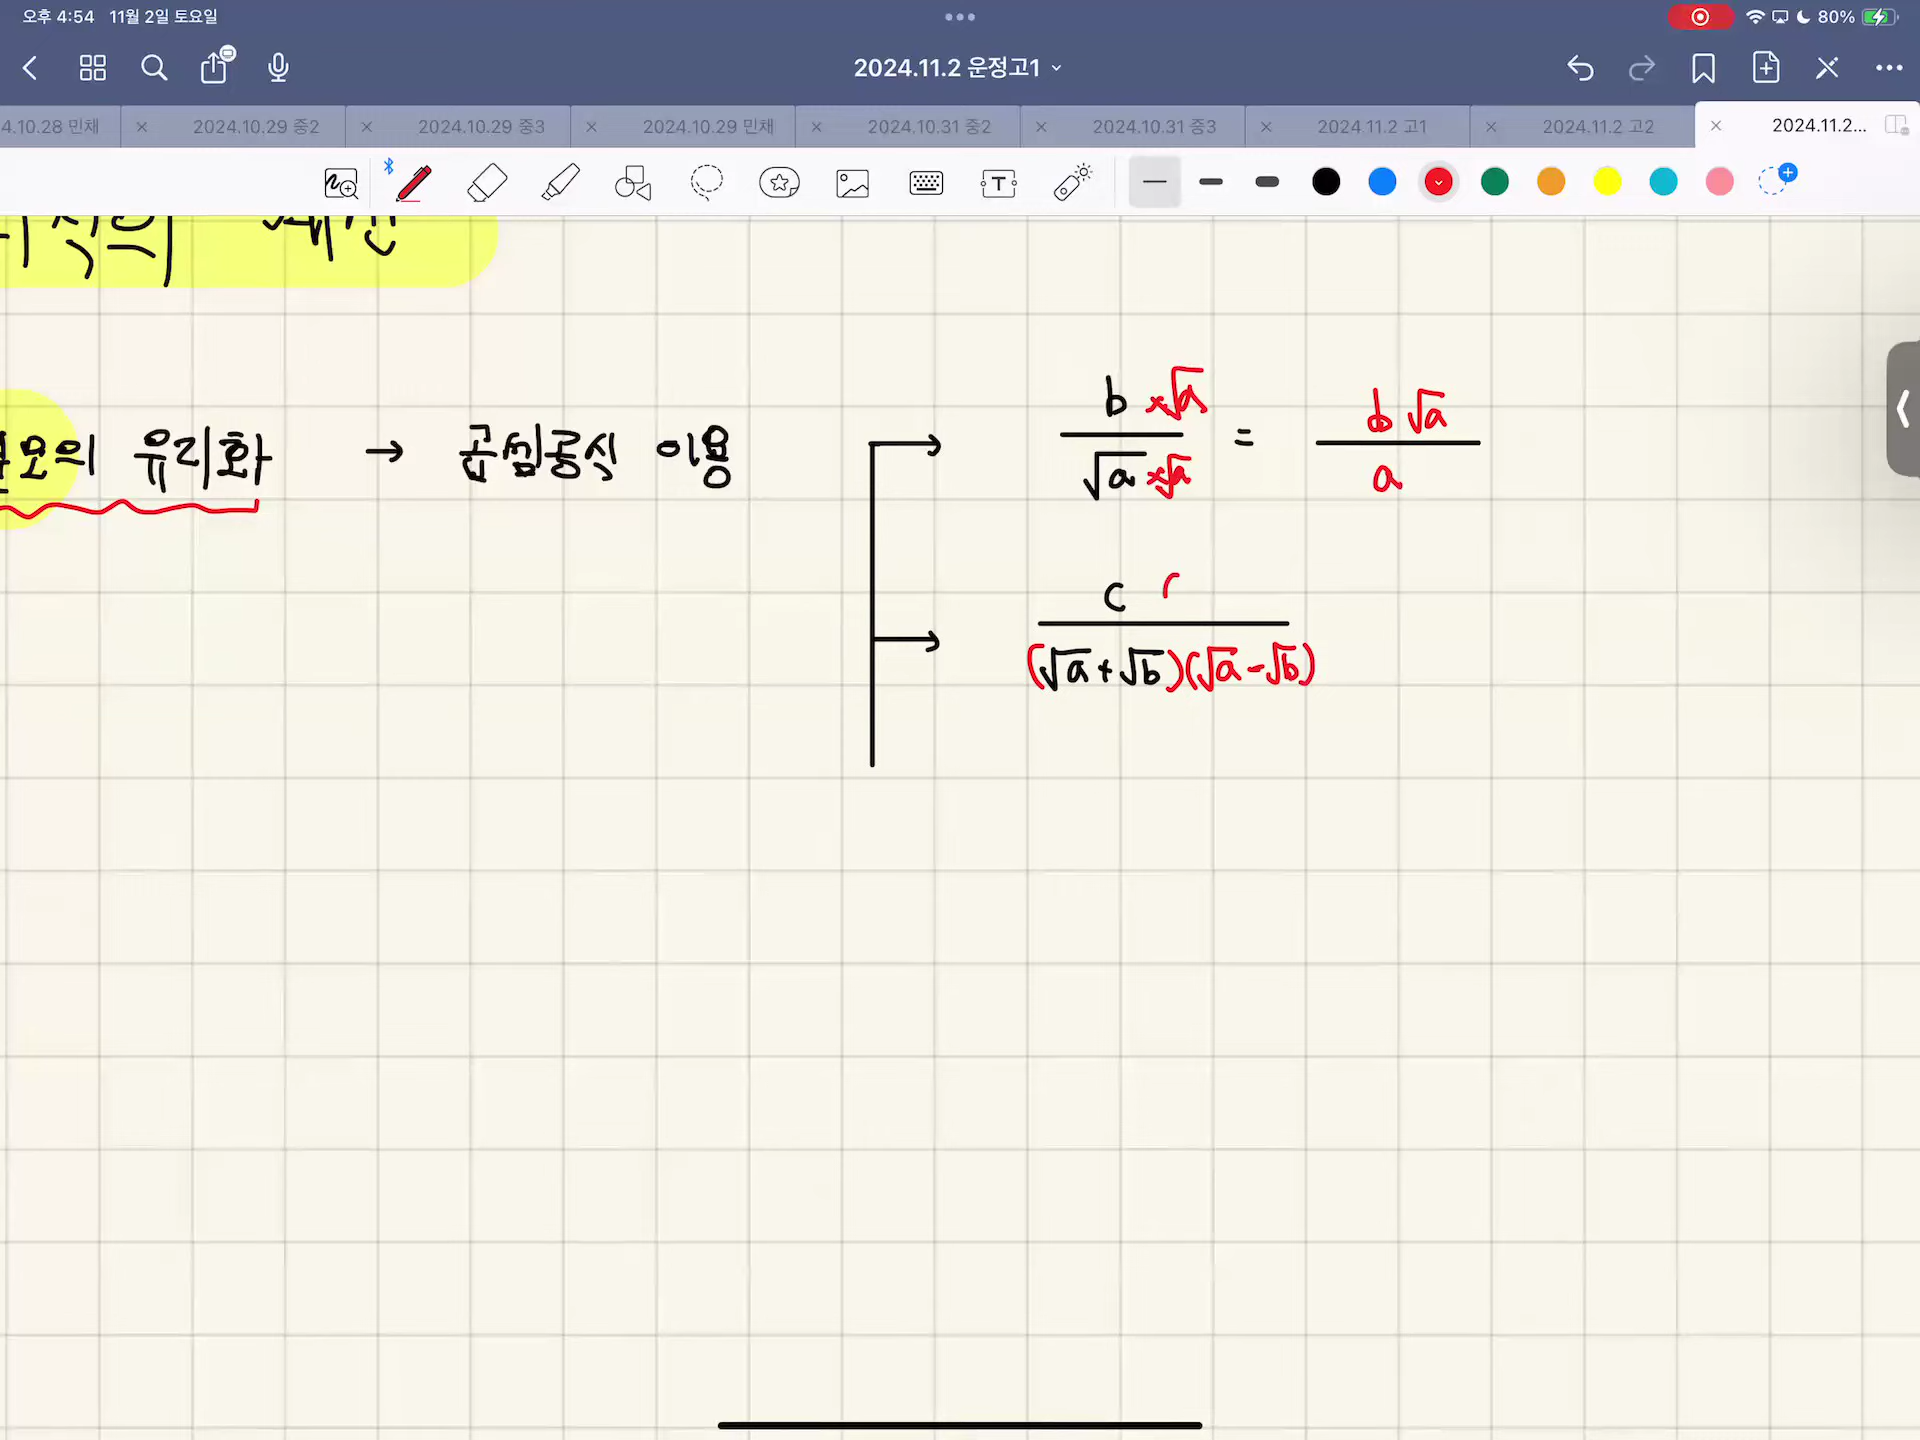 오후 4:54 11월 2일 토요일
80%
2024.11.2 운정고1
4.10.28 민채
2024.10.29 중2
2024.10.29 중3
2024.10.29 민채
2024.10.31 중2
2024.10.31 중3
2024.11.2 고1
2024.11.2 고2
2024.11.2...
T
식의
분모의 유리화 → 곱셈공식 이용
b ×√a / √a ×√a = b√a / a
c ( / (√a+√b)(√a-√b)